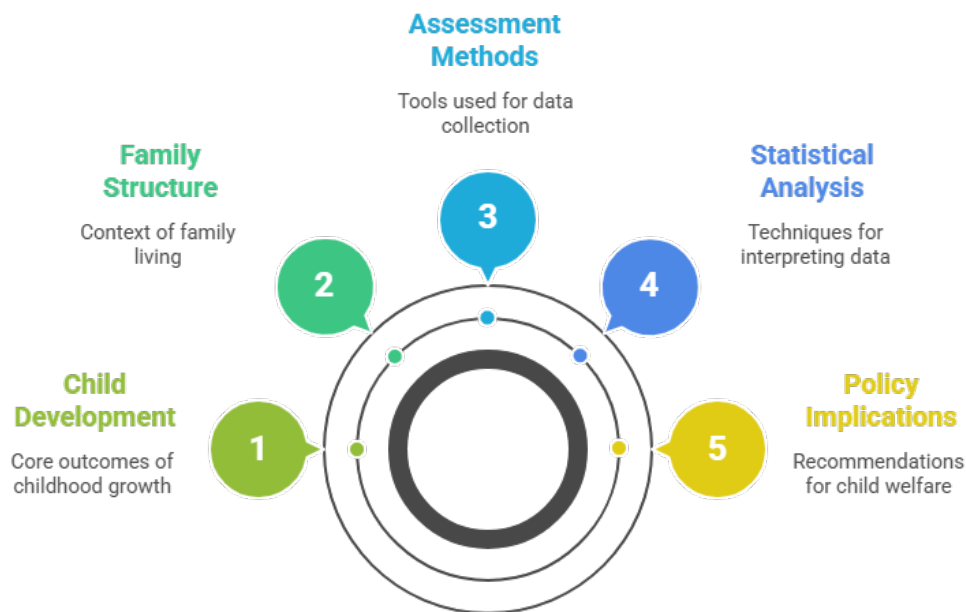 1
Child
Development
Core outcomes of
childhood growth
2
Family
Structure
Context of family
living
3
Assessment
Methods
Tools used for data
collection
4
Statistical
Analysis
Techniques for
interpreting data
5
Policy
Implications
Recommendations
for child welfare